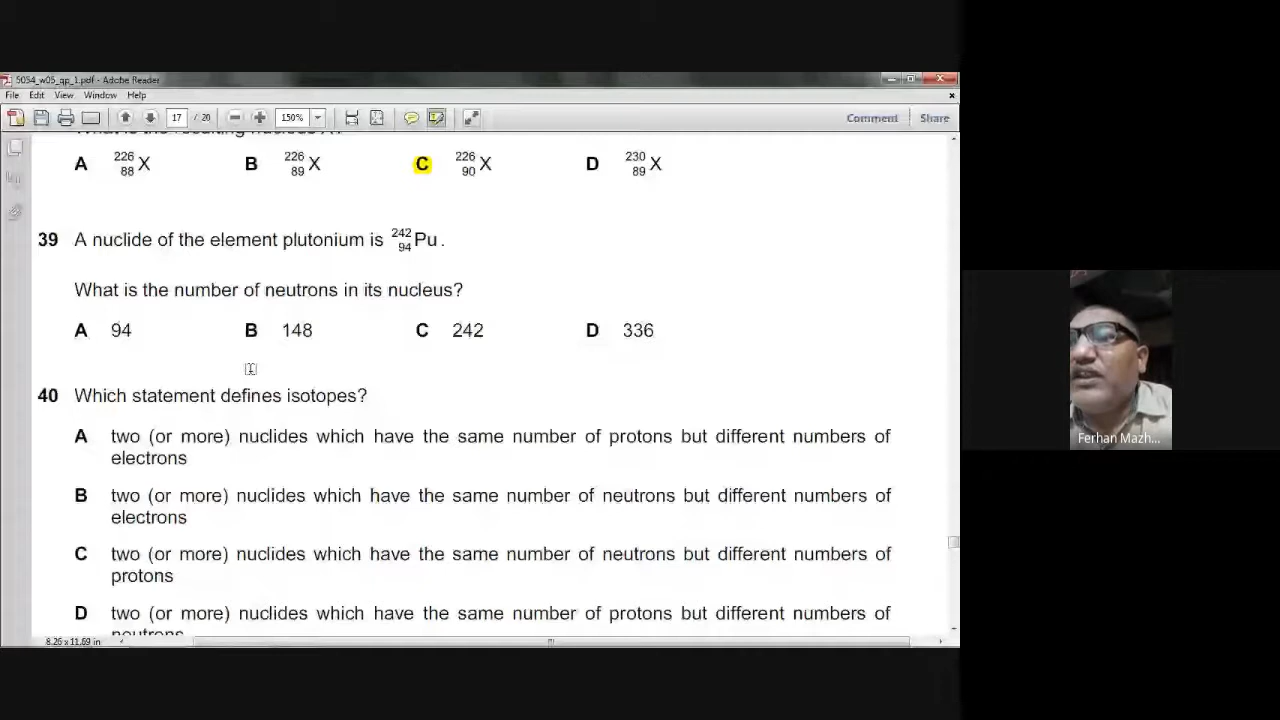 5054_w05_qp_1.pdf - Adobe Reader
File Edit View Window Help
17 / 20 150% Comment Share
What is the resulting nucleus X?
A 226 88 X B 226 89 X C 226 90 X D 230 89 X
39 A nuclide of the element plutonium is 242 94 Pu.
What is the number of neutrons in its nucleus?
A 94 B 148 C 242 D 336
40 Which statement defines isotopes?
A two (or more) nuclides which have the same number of protons but different numbers of
electrons
B two (or more) nuclides which have the same number of neutrons but different numbers of
electrons
C two (or more) nuclides which have the same number of neutrons but different numbers of
protons
D two (or more) nuclides which have the same number of protons but different numbers of
neutrons
8.26 x 11.69 in
Ferhan Mazh...